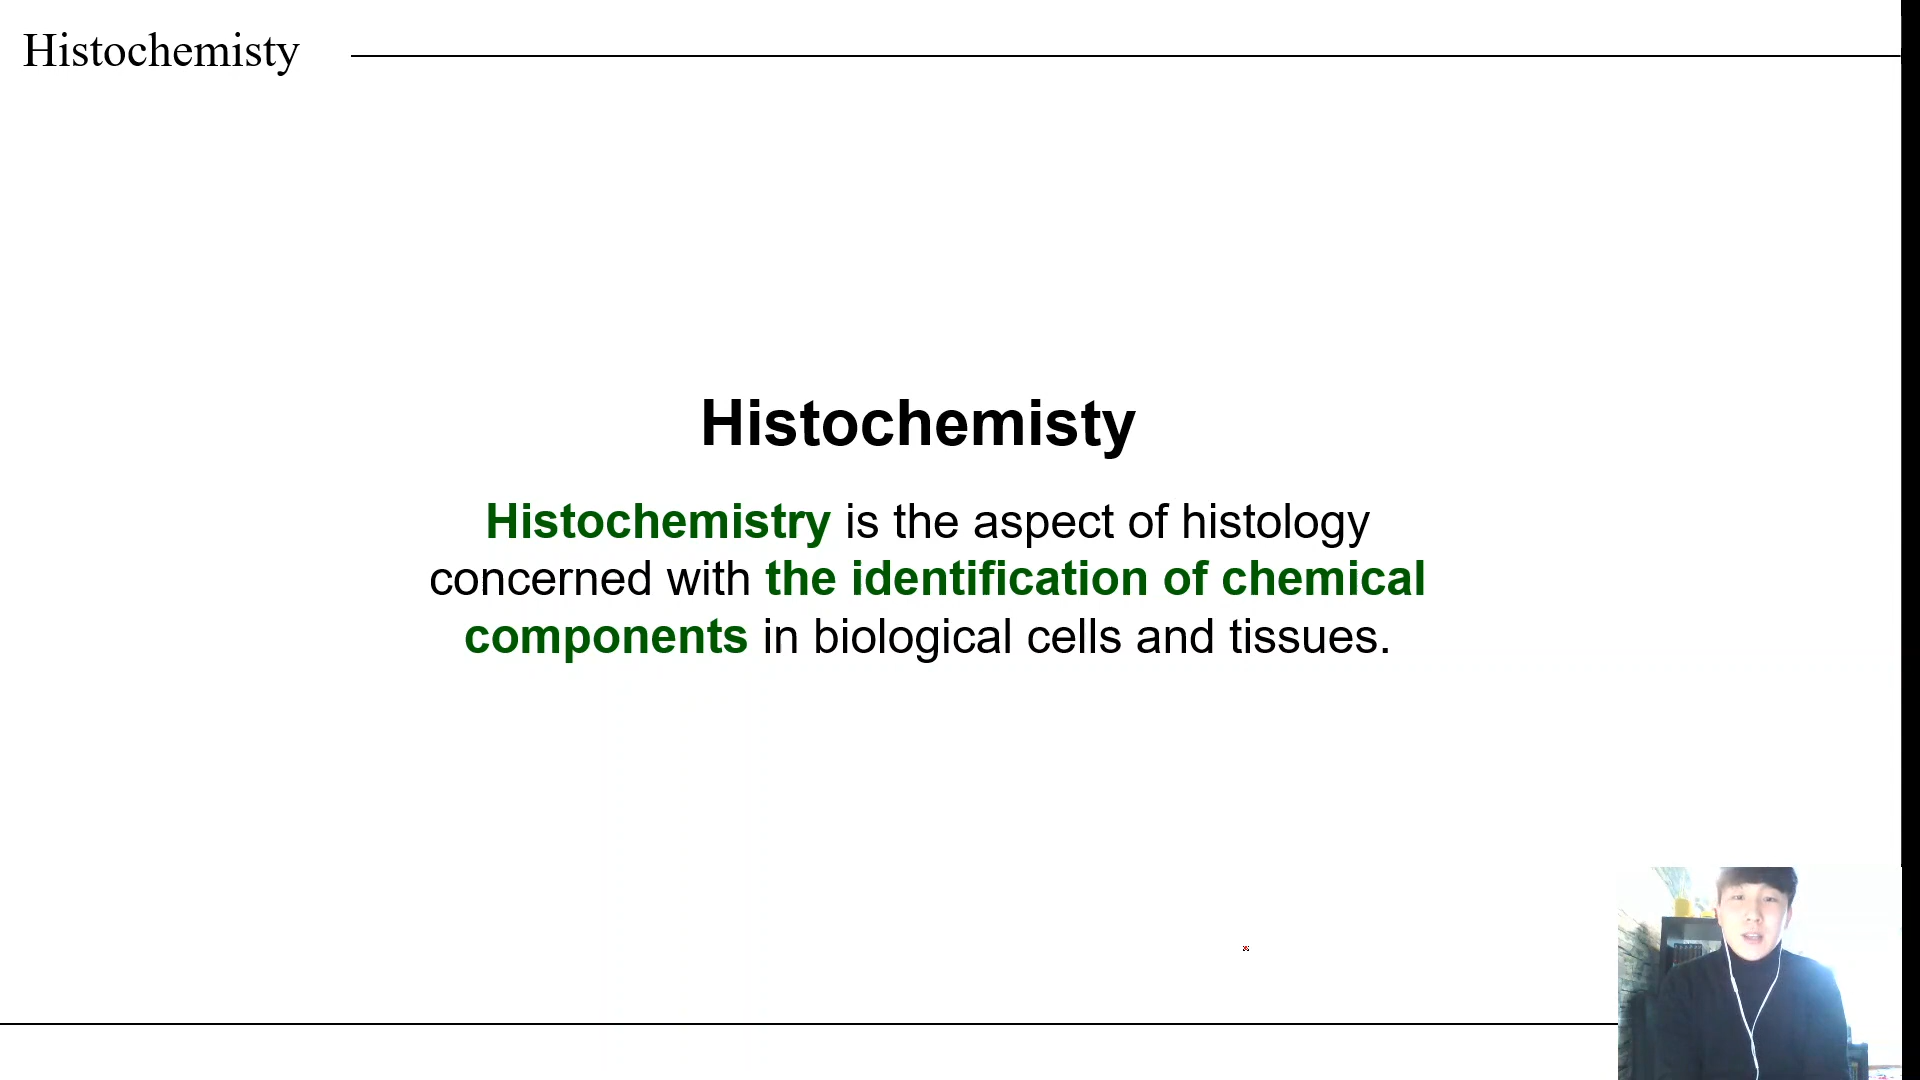 Histochemisty
Histochemisty
Histochemistry is the aspect of histology
concerned with the identification of chemical
components in biological cells and tissues.